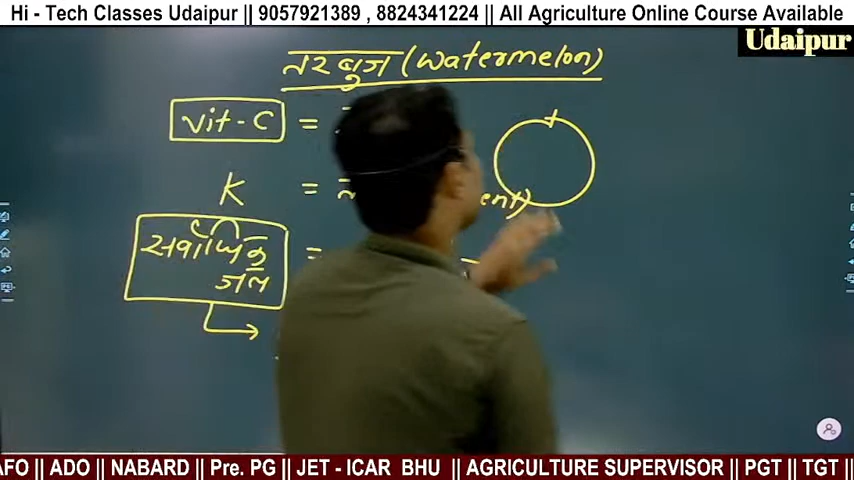 Hi - Tech Classes Udaipur || 9057921389 , 8824341224 || All Agriculture Online Course Available
Udaipur
तरबूज (Watermelon)
Vit - C =
K = ent)
सर्वाधिक =
जल
AFO || ADO || NABARD || Pre. PG || JET - ICAR BHU || AGRICULTURE SUPERVISOR || PGT || TGT ||